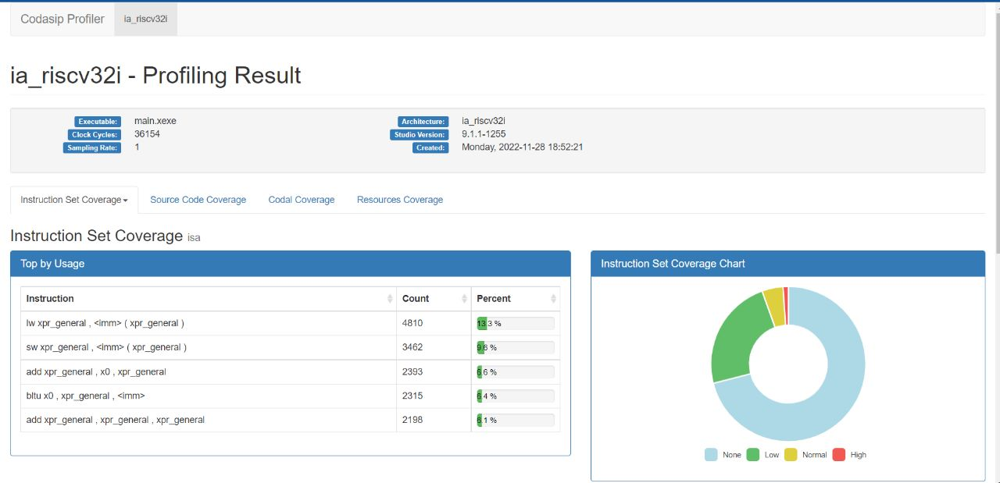 Codasip Profiler ia_riscv32i
ia_riscv32i - Profiling Result
Executable: main.xexe Architecture: ia_riscv32i
Clock Cycles: 36154 Studio Version: 9.1.1-1255
Sampling Rate: 1 Created: Monday, 2022-11-28 18:52:21
Instruction Set Coverage Source Code Coverage Codal Coverage Resources Coverage
Instruction Set Coverage isa
Top by Usage
Instruction Count Percent
lw xpr_general , <imm> ( xpr_general ) 4810 13.3 %
sw xpr_general , <imm> ( xpr_general ) 3462 9.6 %
add xpr_general , x0 , xpr_general 2393 6.6 %
bltu x0 , xpr_general , <imm> 2315 6.4 %
add xpr_general , xpr_general , xpr_general 2198 6.1 %
Instruction Set Coverage Chart
None Low Normal High